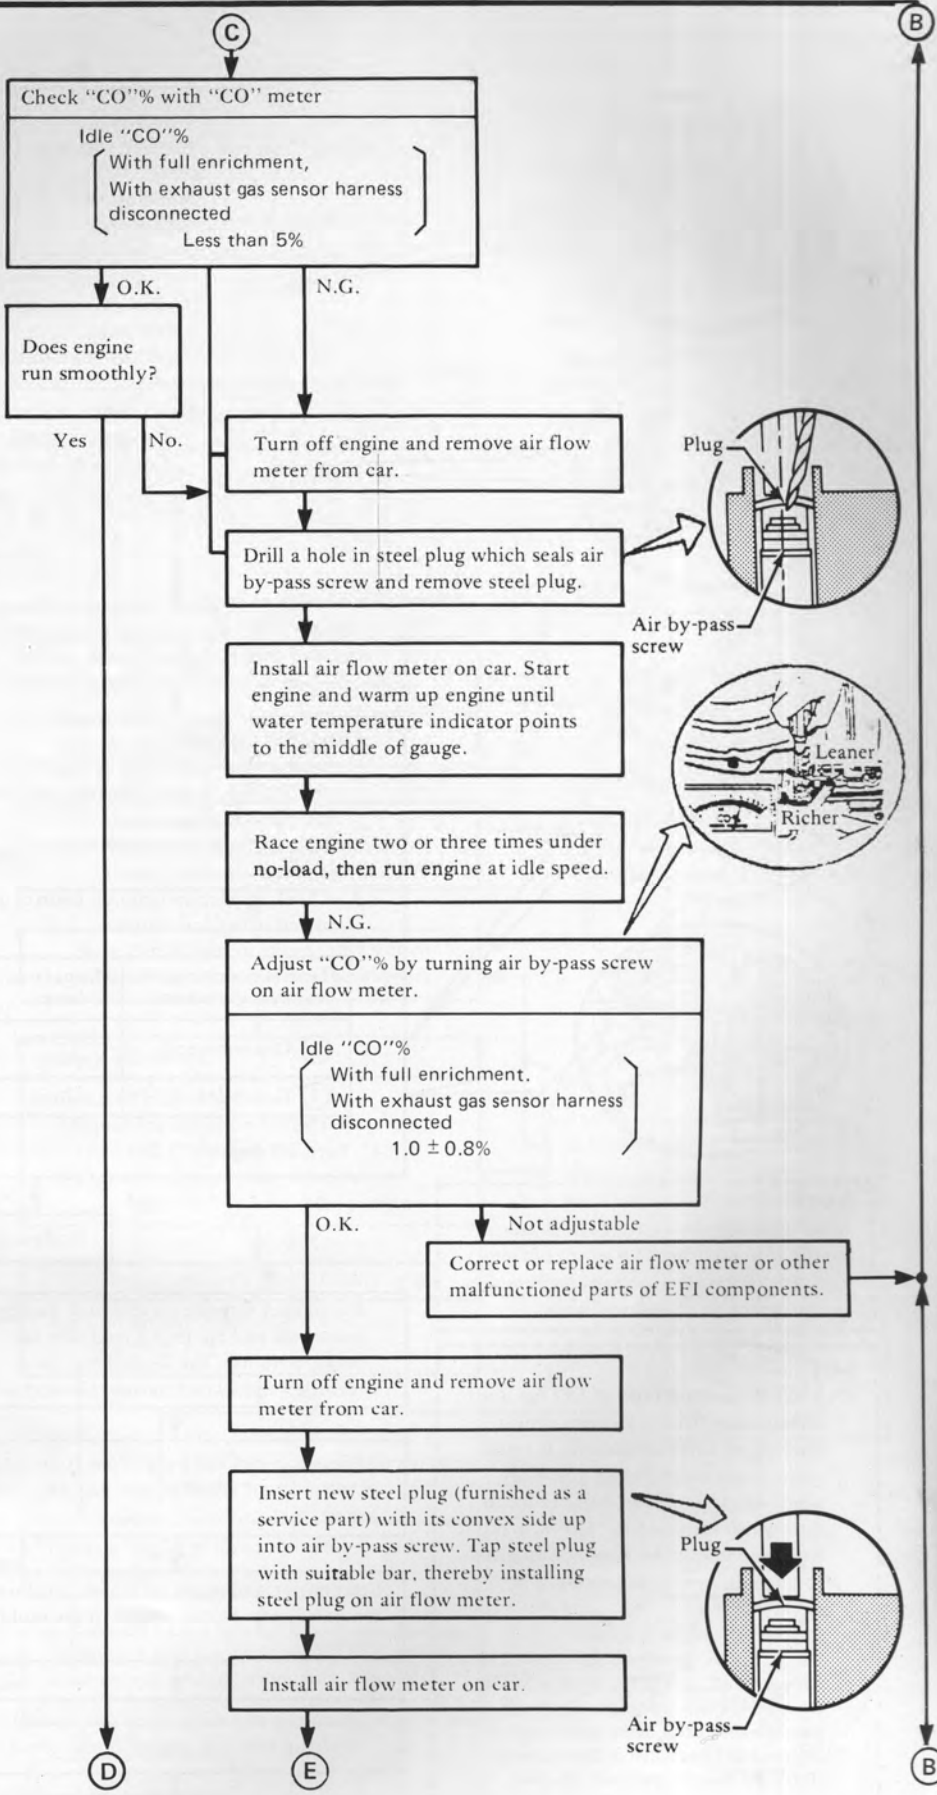 C
B
Check "CO"% with "CO" meter
Idle "CO"%
With full enrichment,
With exhaust gas sensor harness
disconnected
Less than 5%
O.K.
N.G.
Does engine
run smoothly?
Yes
No.
Turn off engine and remove air flow
meter from car.
Plug
Drill a hole in steel plug which seals air
by-pass screw and remove steel plug.
Air by-pass
screw
Install air flow meter on car. Start
engine and warm up engine until
water temperature indicator points
to the middle of gauge.
Leaner
Richer
Race engine two or three times under
no-load, then run engine at idle speed.
N.G.
Adjust "CO"% by turning air by-pass screw
on air flow meter.
Idle "CO"%
With full enrichment.
With exhaust gas sensor harness
disconnected
1.0 ± 0.8%
O.K.
Not adjustable
Correct or replace air flow meter or other
malfunctioned parts of EFI components.
Turn off engine and remove air flow
meter from car.
Insert new steel plug (furnished as a
service part) with its convex side up
into air by-pass screw. Tap steel plug
with suitable bar, thereby installing
steel plug on air flow meter.
Plug
Install air flow meter on car.
Air by-pass
screw
D
E
B